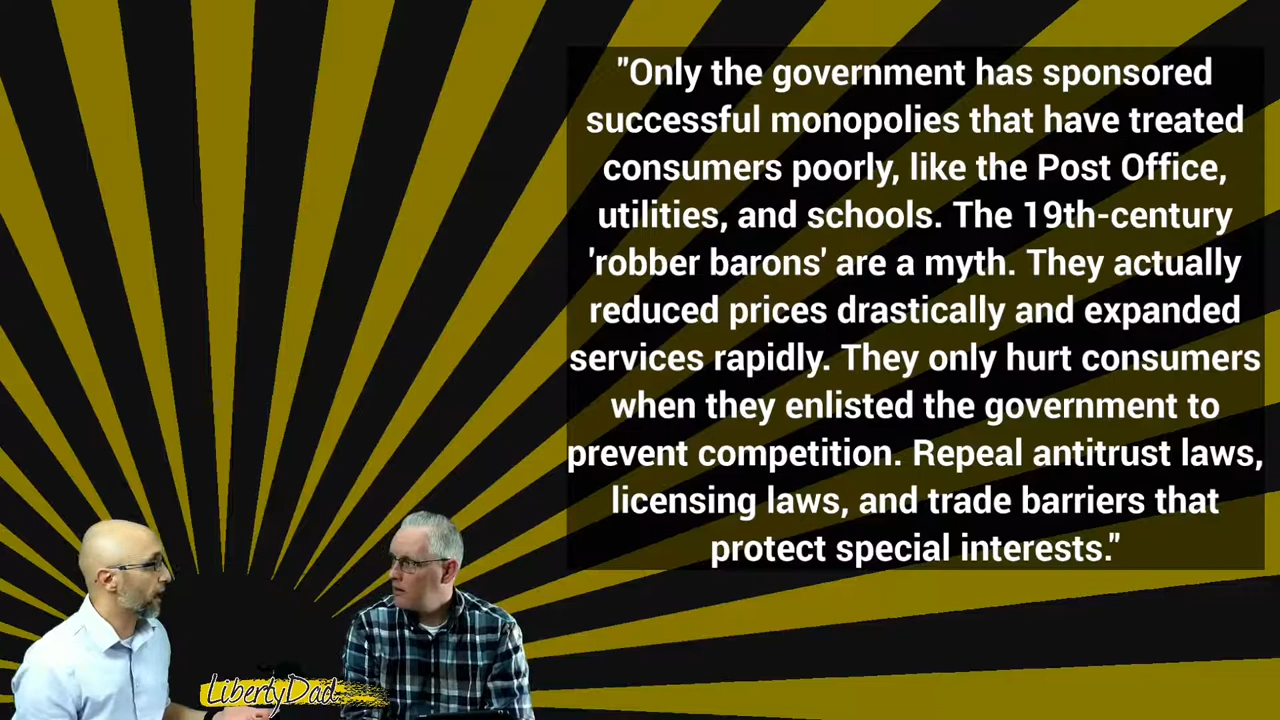 "Only the government has sponsored
successful monopolies that have treated
consumers poorly, like the Post Office,
utilities, and schools. The 19th-century
'robber barons' are a myth. They actually
reduced prices drastically and expanded
services rapidly. They only hurt consumers
when they enlisted the government to
prevent competition. Repeal antitrust laws,
licensing laws, and trade barriers that
protect special interests."
LibertyDad